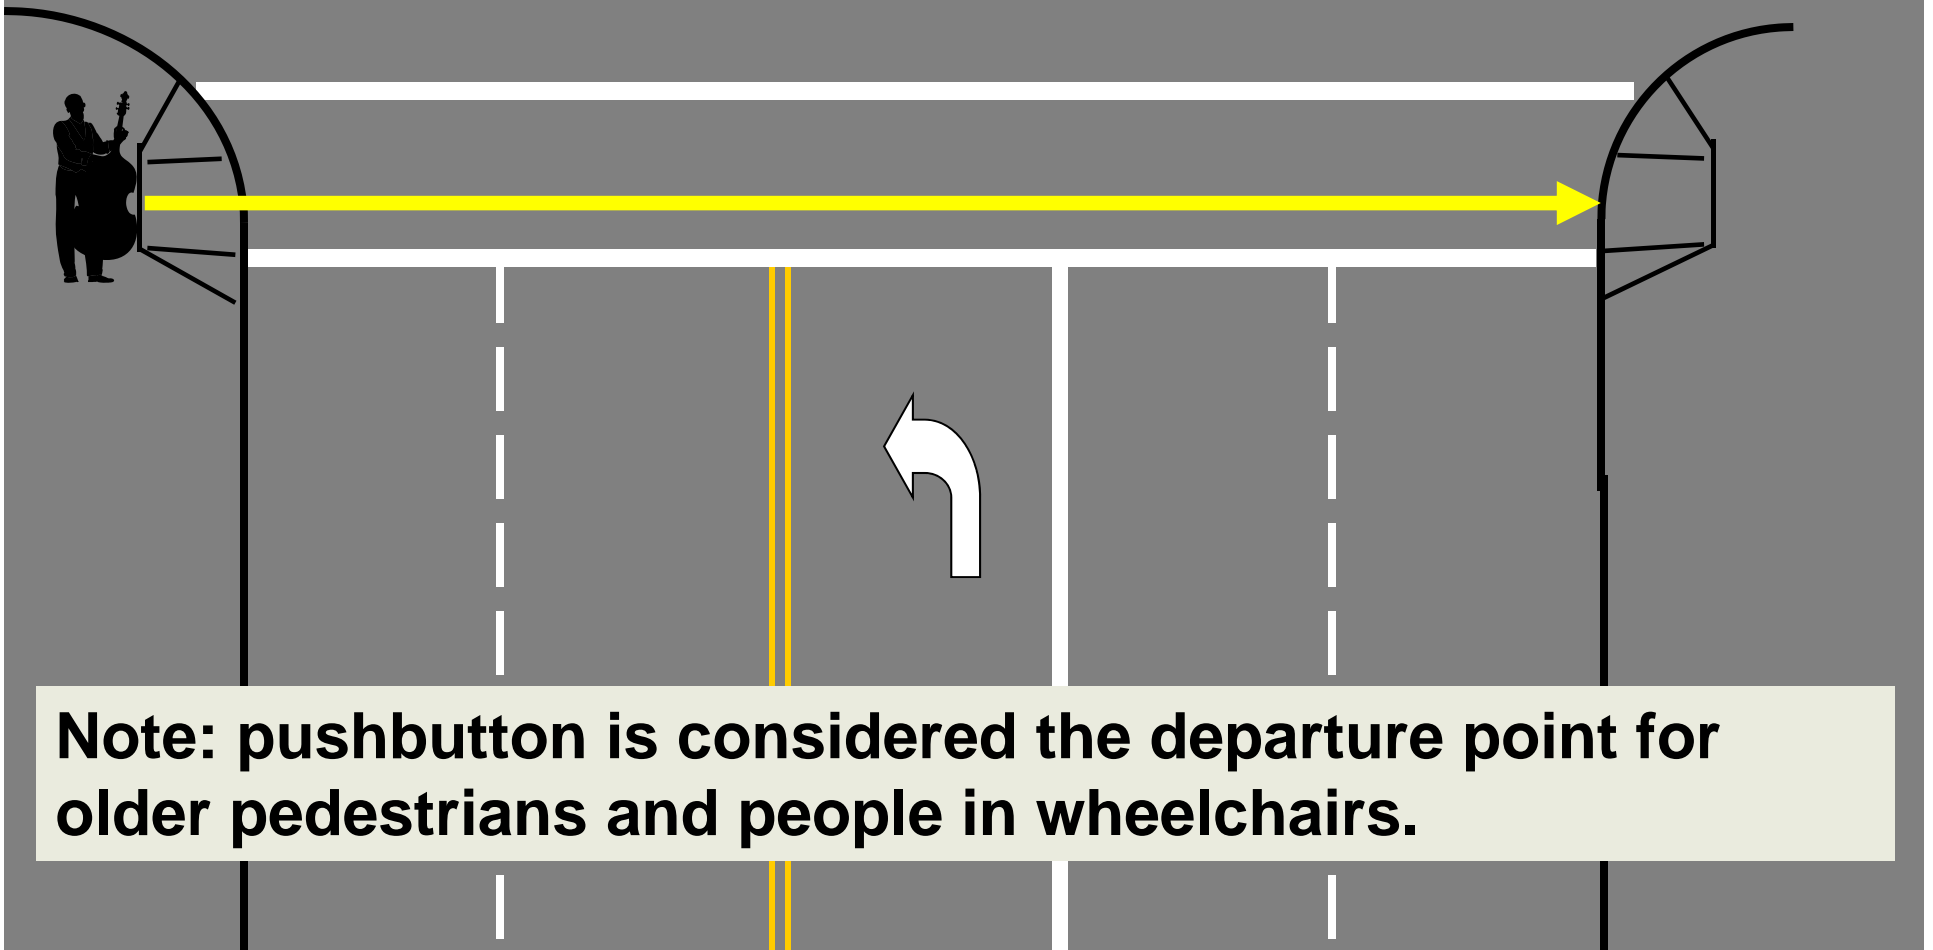 Note: pushbutton is considered the departure point for
older pedestrians and people in wheelchairs.